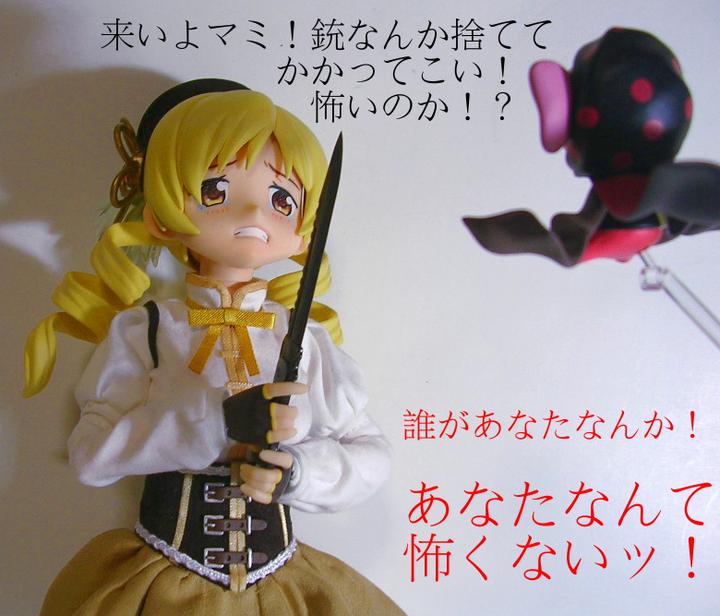 来いよマミ！銃なんか捨てて
かかってこい！
怖いのか！？
誰があなたなんか！
あなたなんて
怖くないッ！